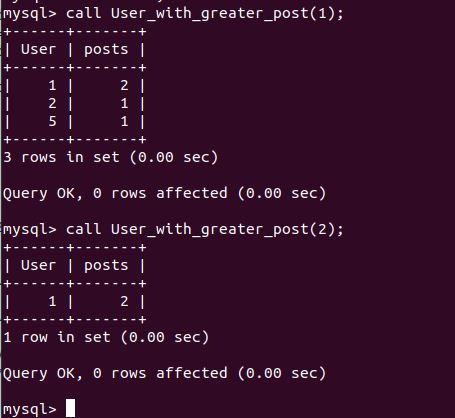 mysql> call User_with_greater_post(1);
+------+-------+
| User | posts |
+------+-------+
|    1 |     2 |
|    2 |     1 |
|    5 |     1 |
+------+-------+
3 rows in set (0.00 sec)

Query OK, 0 rows affected (0.00 sec)

mysql> call User_with_greater_post(2);
+------+-------+
| User | posts |
+------+-------+
|    1 |     2 |
+------+-------+
1 row in set (0.00 sec)

Query OK, 0 rows affected (0.00 sec)

mysql>